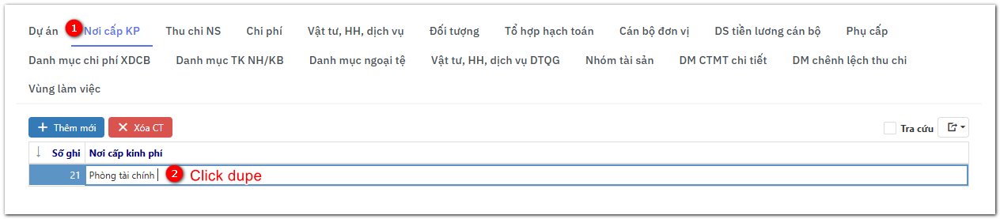 Dự án 1 Nơi cấp KP Thu chi NS Chi phí Vật tư, HH, dịch vụ Đối tượng Tổ hợp hạch toán Cán bộ đơn vị DS tiền lương cán bộ Phụ cấp
Danh mục chi phí XDCB Danh mục TK NH/KB Danh mục ngoại tệ Vật tư, HH, dịch vụ DTQG Nhóm tài sản DM CTMT chi tiết DM chênh lệch thu chi
Vùng làm việc
Thêm mới Xóa CT Tra cứu
Số ghi Nơi cấp kinh phí
21 Phòng tài chính 2 Click dupe